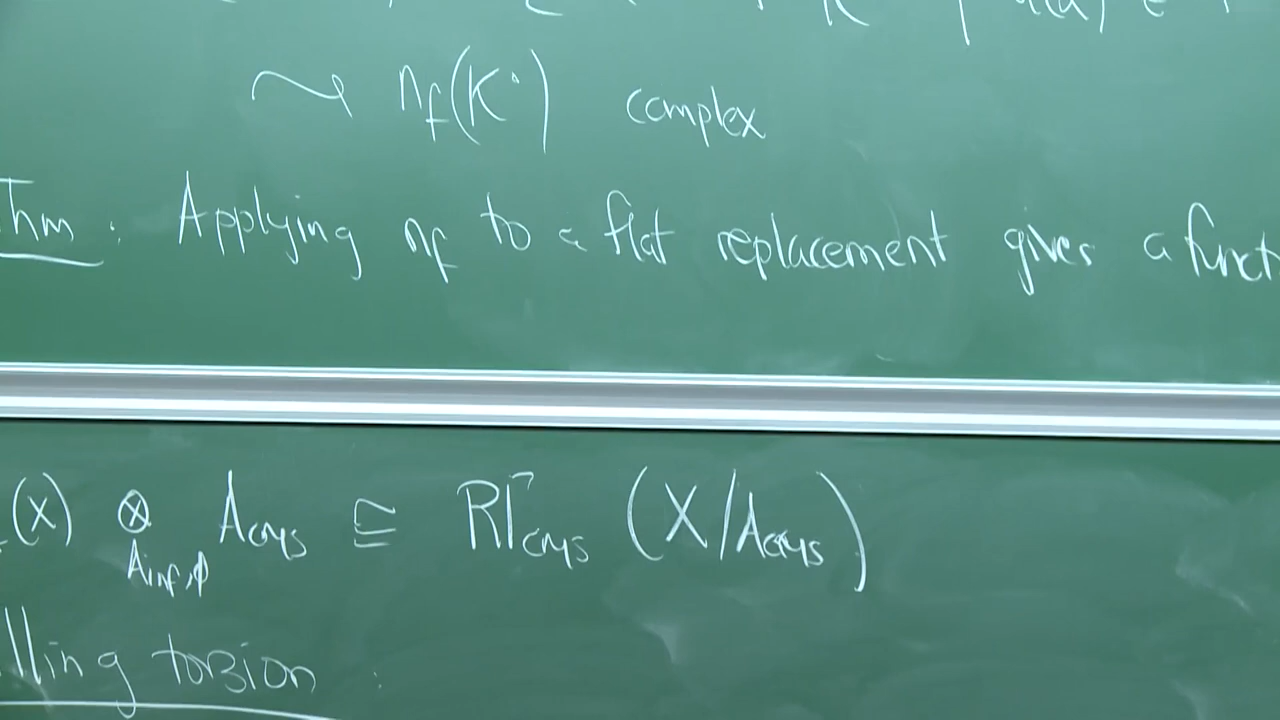 ⇝ ηf(K•) complex
Thm: Applying ηf to a flat replacement gives a funct
(X) ⊗ Acrys ≅ RΓcrys (X/Acrys)
Ainf,φ
lling torsion